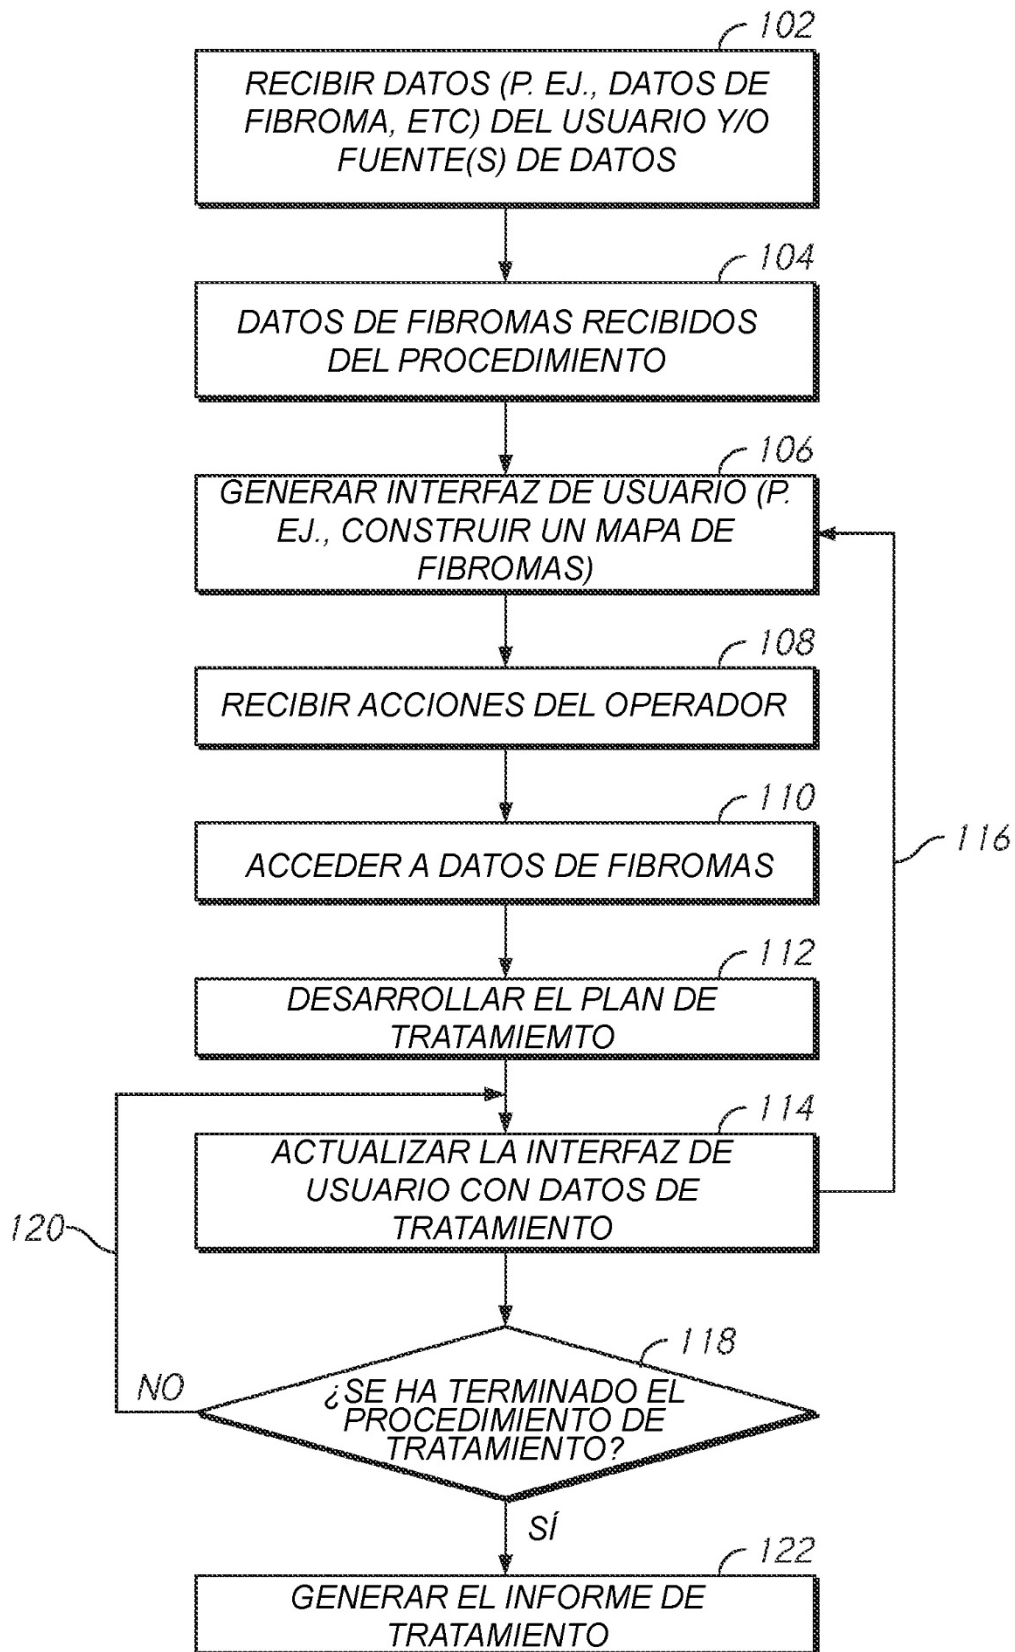 102
RECIBIR DATOS (P. EJ., DATOS DE
FIBROMA, ETC) DEL USUARIO Y/O
FUENTE(S) DE DATOS
104
DATOS DE FIBROMAS RECIBIDOS
DEL PROCEDIMIENTO
106
GENERAR INTERFAZ DE USUARIO (P.
EJ., CONSTRUIR UN MAPA DE
FIBROMAS)
108
RECIBIR ACCIONES DEL OPERADOR
110
ACCEDER A DATOS DE FIBROMAS
116
112
DESARROLLAR EL PLAN DE
TRATAMIEMTO
114
ACTUALIZAR LA INTERFAZ DE
USUARIO CON DATOS DE
TRATAMIENTO
120
118
¿SE HA TERMINADO EL
PROCEDIMIENTO DE
TRATAMIENTO?
NO
SÍ
122
GENERAR EL INFORME DE
TRATAMIENTO